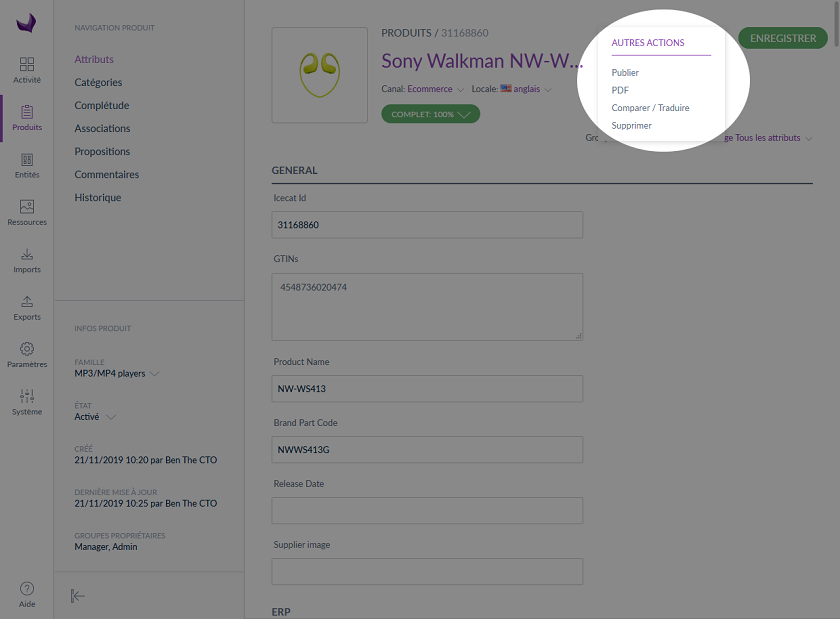 Activité
Produits
Entités
Ressources
Imports
Exports
Paramètres
Système
Aide
NAVIGATION PRODUIT
Attributs
Catégories
Complétude
Associations
Propositions
Commentaires
Historique
INFOS PRODUIT
FAMILLE
MP3/MP4 players
ÉTAT
Activé
CRÉÉ
21/11/2019 10:20 par Ben The CTO
DERNIÈRE MISE À JOUR
21/11/2019 10:25 par Ben The CTO
GROUPES PROPRIÉTAIRES
Manager, Admin
PRODUITS / 31168860
Sony Walkman NW-W...
Canal: Ecommerce Locale: anglais
COMPLET: 100%
AUTRES ACTIONS
Publier
PDF
Comparer / Traduire
Supprimer
ENREGISTRER
Tous les attributs
GENERAL
Icecat Id
31168860
GTINs
4548736020474
Product Name
NW-WS413
Brand Part Code
NWWS413G
Release Date
Supplier image
ERP